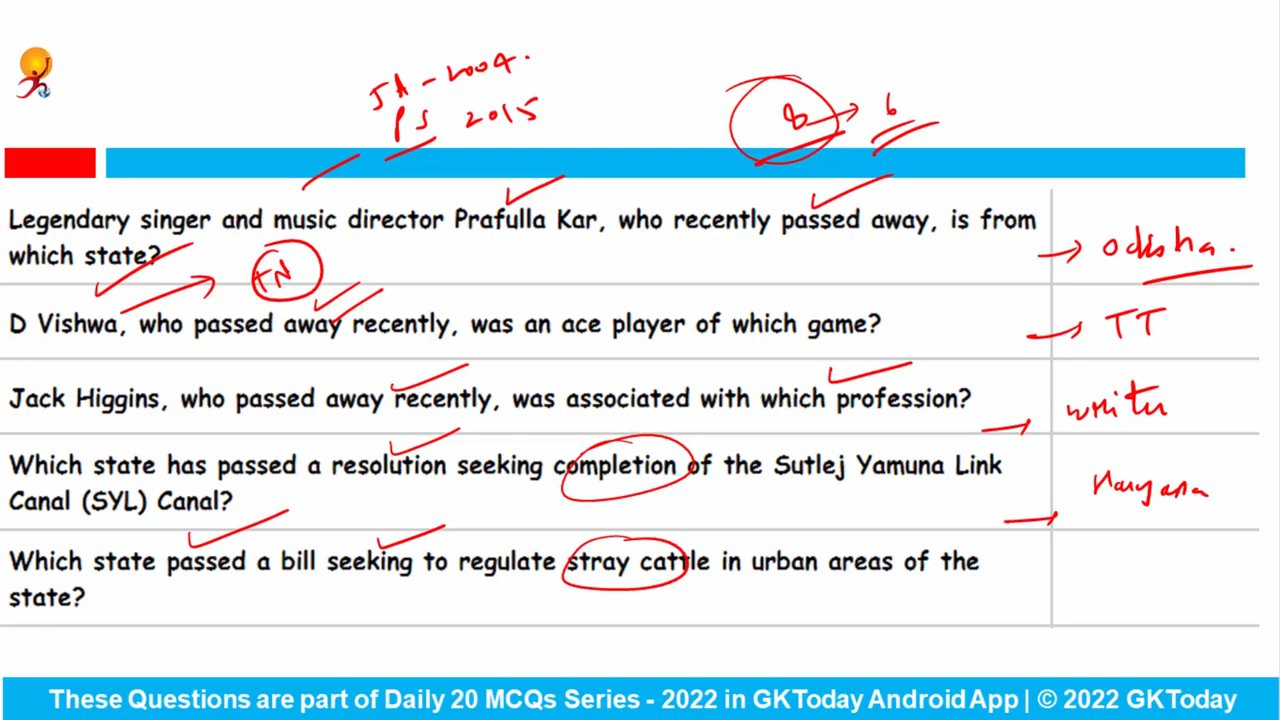 JA - 2004.
PS 2015
8 → 6
Legendary singer and music director Prafulla Kar, who recently passed away, is from
which state?
→ Odisha.
TN
D Vishwa, who passed away recently, was an ace player of which game?
→ TT
Jack Higgins, who passed away recently, was associated with which profession?
→ writer
Which state has passed a resolution seeking completion of the Sutlej Yamuna Link
Canal (SYL) Canal?
→ Haryana
Which state passed a bill seeking to regulate stray cattle in urban areas of the
state?
These Questions are part of Daily 20 MCQs Series - 2022 in GKToday Android App | © 2022 GKToday